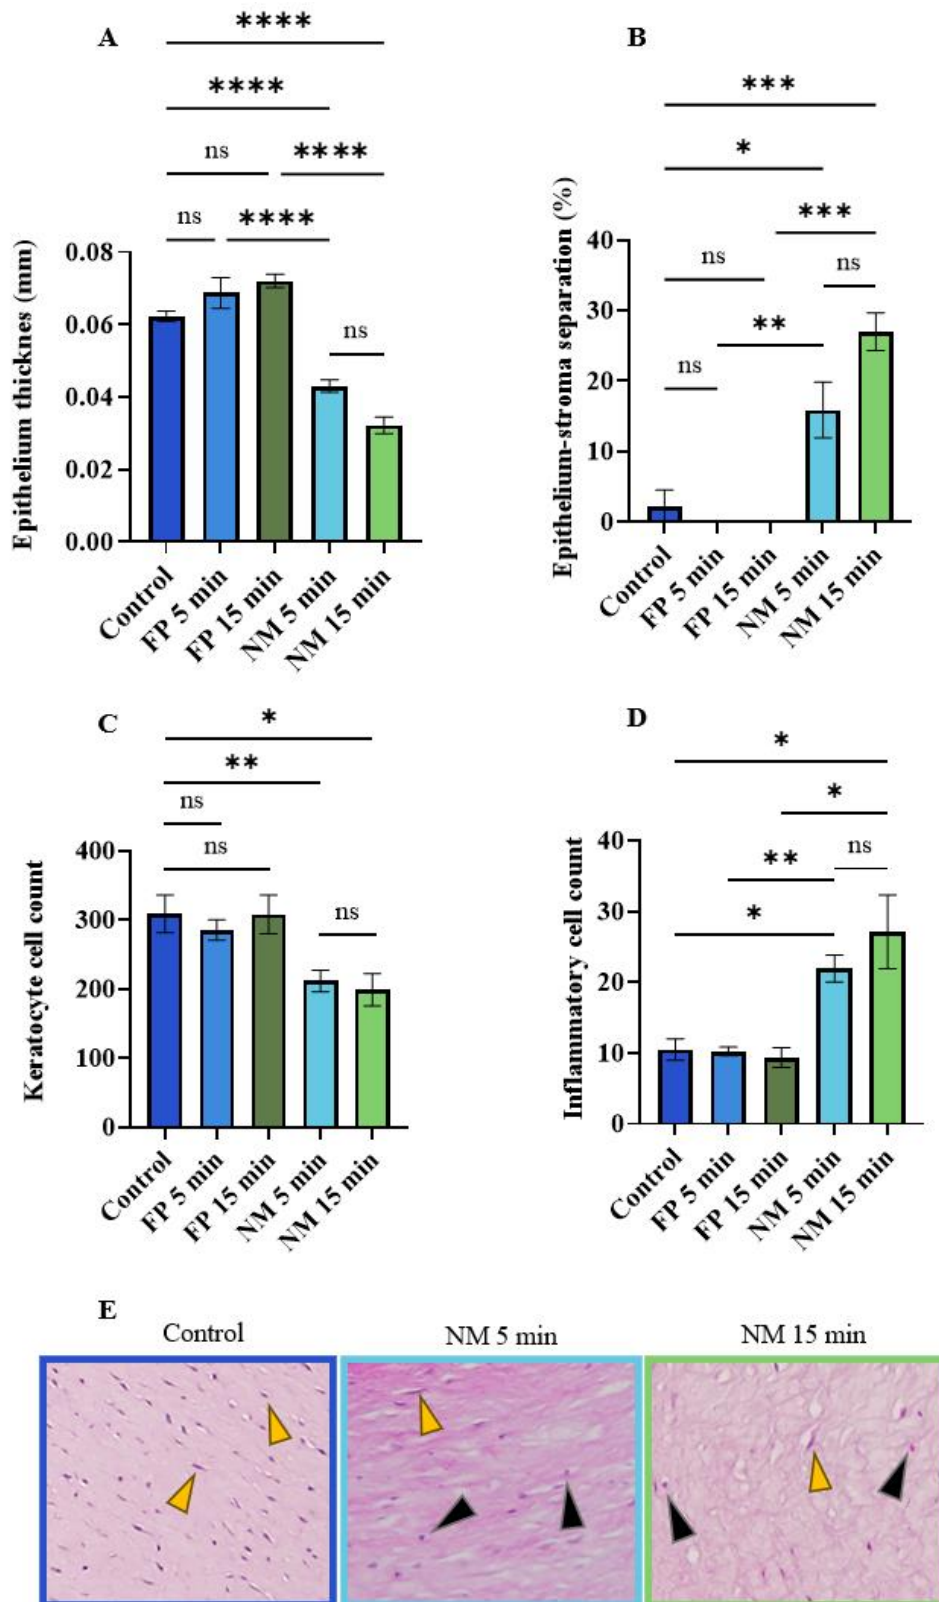 A
****
****
ns
****
ns
****
ns
Epithelium thicknes (mm)
0.08
0.06
0.04
0.02
0.00
Control
FP 5 min
FP 15 min
NM 5 min
NM 15 min
B
***
*
***
ns
ns
**
ns
Epithelium-stroma separation (%)
40
30
20
10
0
Control
FP 5 min
FP 15 min
NM 5 min
NM 15 min
C
*
**
ns
ns
ns
Keratocyte cell count
400
300
200
100
0
Control
FP 5 min
FP 15 min
NM 5 min
NM 15 min
D
*
*
**
ns
*
Inflammatory cell count
40
30
20
10
0
Control
FP 5 min
FP 15 min
NM 5 min
NM 15 min
E
Control
NM 5 min
NM 15 min